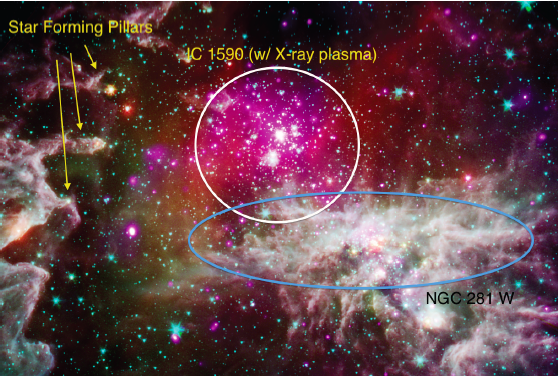 Star Forming Pillars
IC 1590 (w/ X-ray plasma)
NGC 281 W